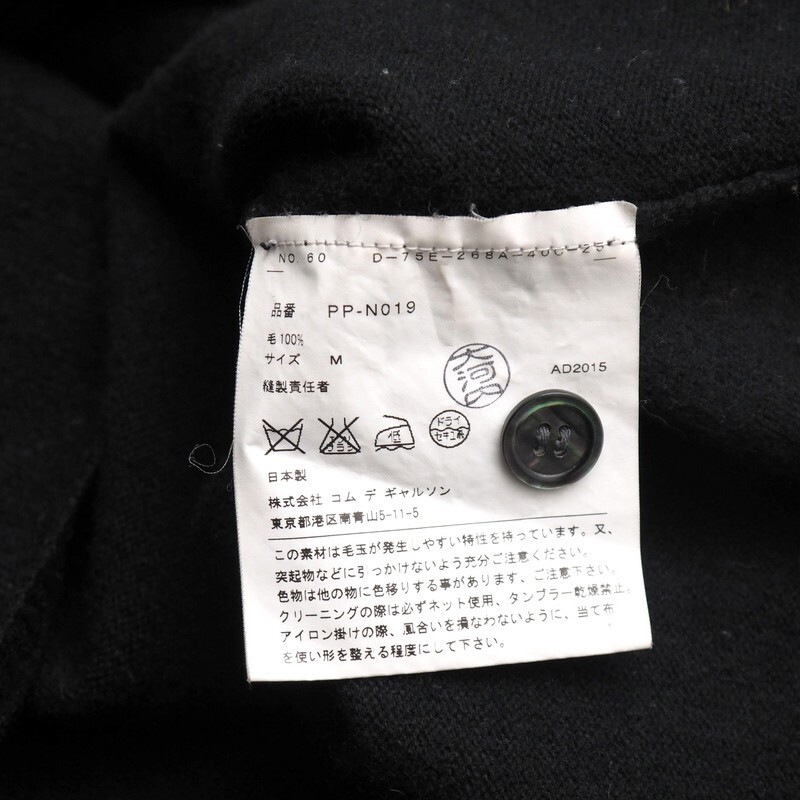 NO. 60 D-75E-268A-40C-25
品番 PP-N019
毛100%
サイズ M
縫製責任者
AD2015
エンソ
ブラシ
低
ドライ
セキユ系
日本製
株式会社 コム デ ギャルソン
東京都港区南青山5-11-5
この素材は毛玉が発生しやすい特性を持っています。又、
突起物などに引っかけないよう充分ご注意ください。
色物は他の物に色移りする事があります、ご注意下さい。
クリーニングの際は必ずネット使用、タンブラー乾燥禁止。
アイロン掛けの際、風合いを損なわないように、当て布
を使い形を整える程度にして下さい。